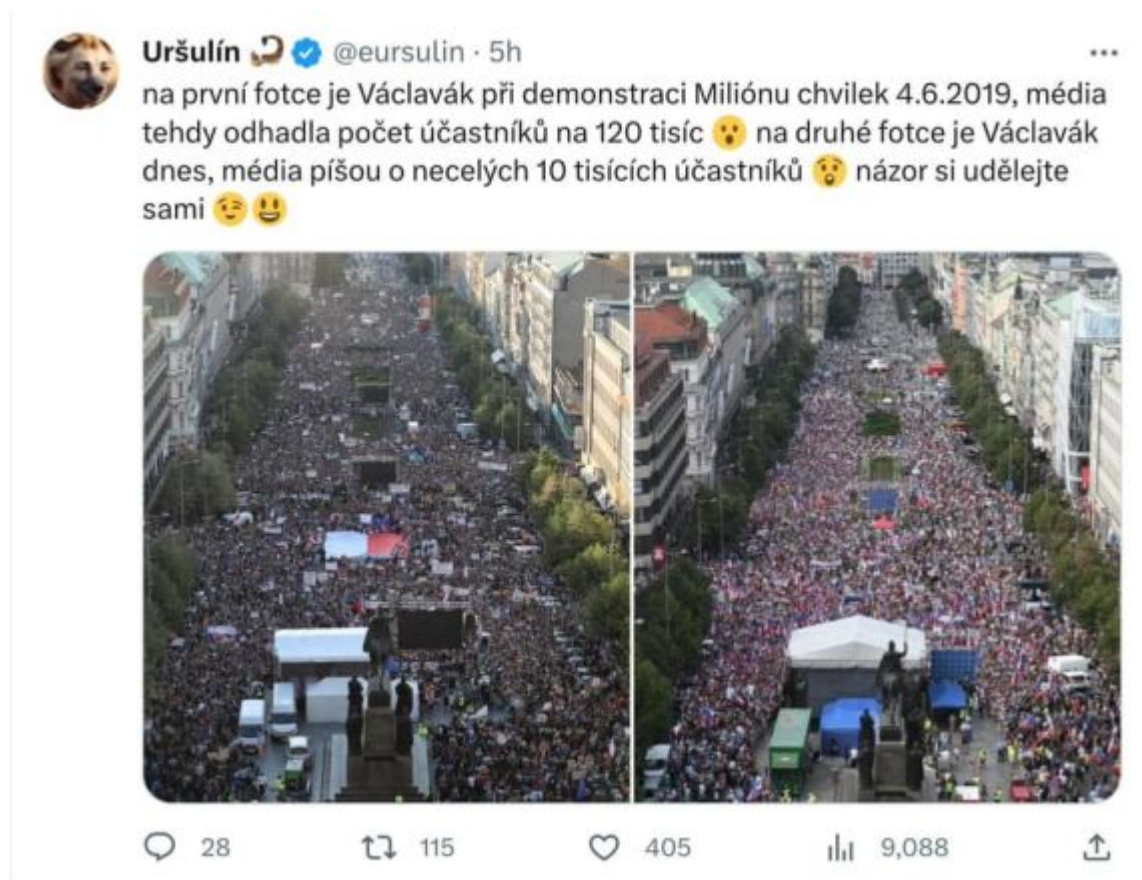 Uršulín @eursulin · 5h
na první fotce je Václavák při demonstraci Miliónu chvilek 4.6.2019, média
tehdy odhadla počet účastníků na 120 tisíc 😮 na druhé fotce je Václavák
dnes, média píšou o necelých 10 tisících účastníků 😲 názor si udělejte
sami 😉😃
28 115 405 9,088